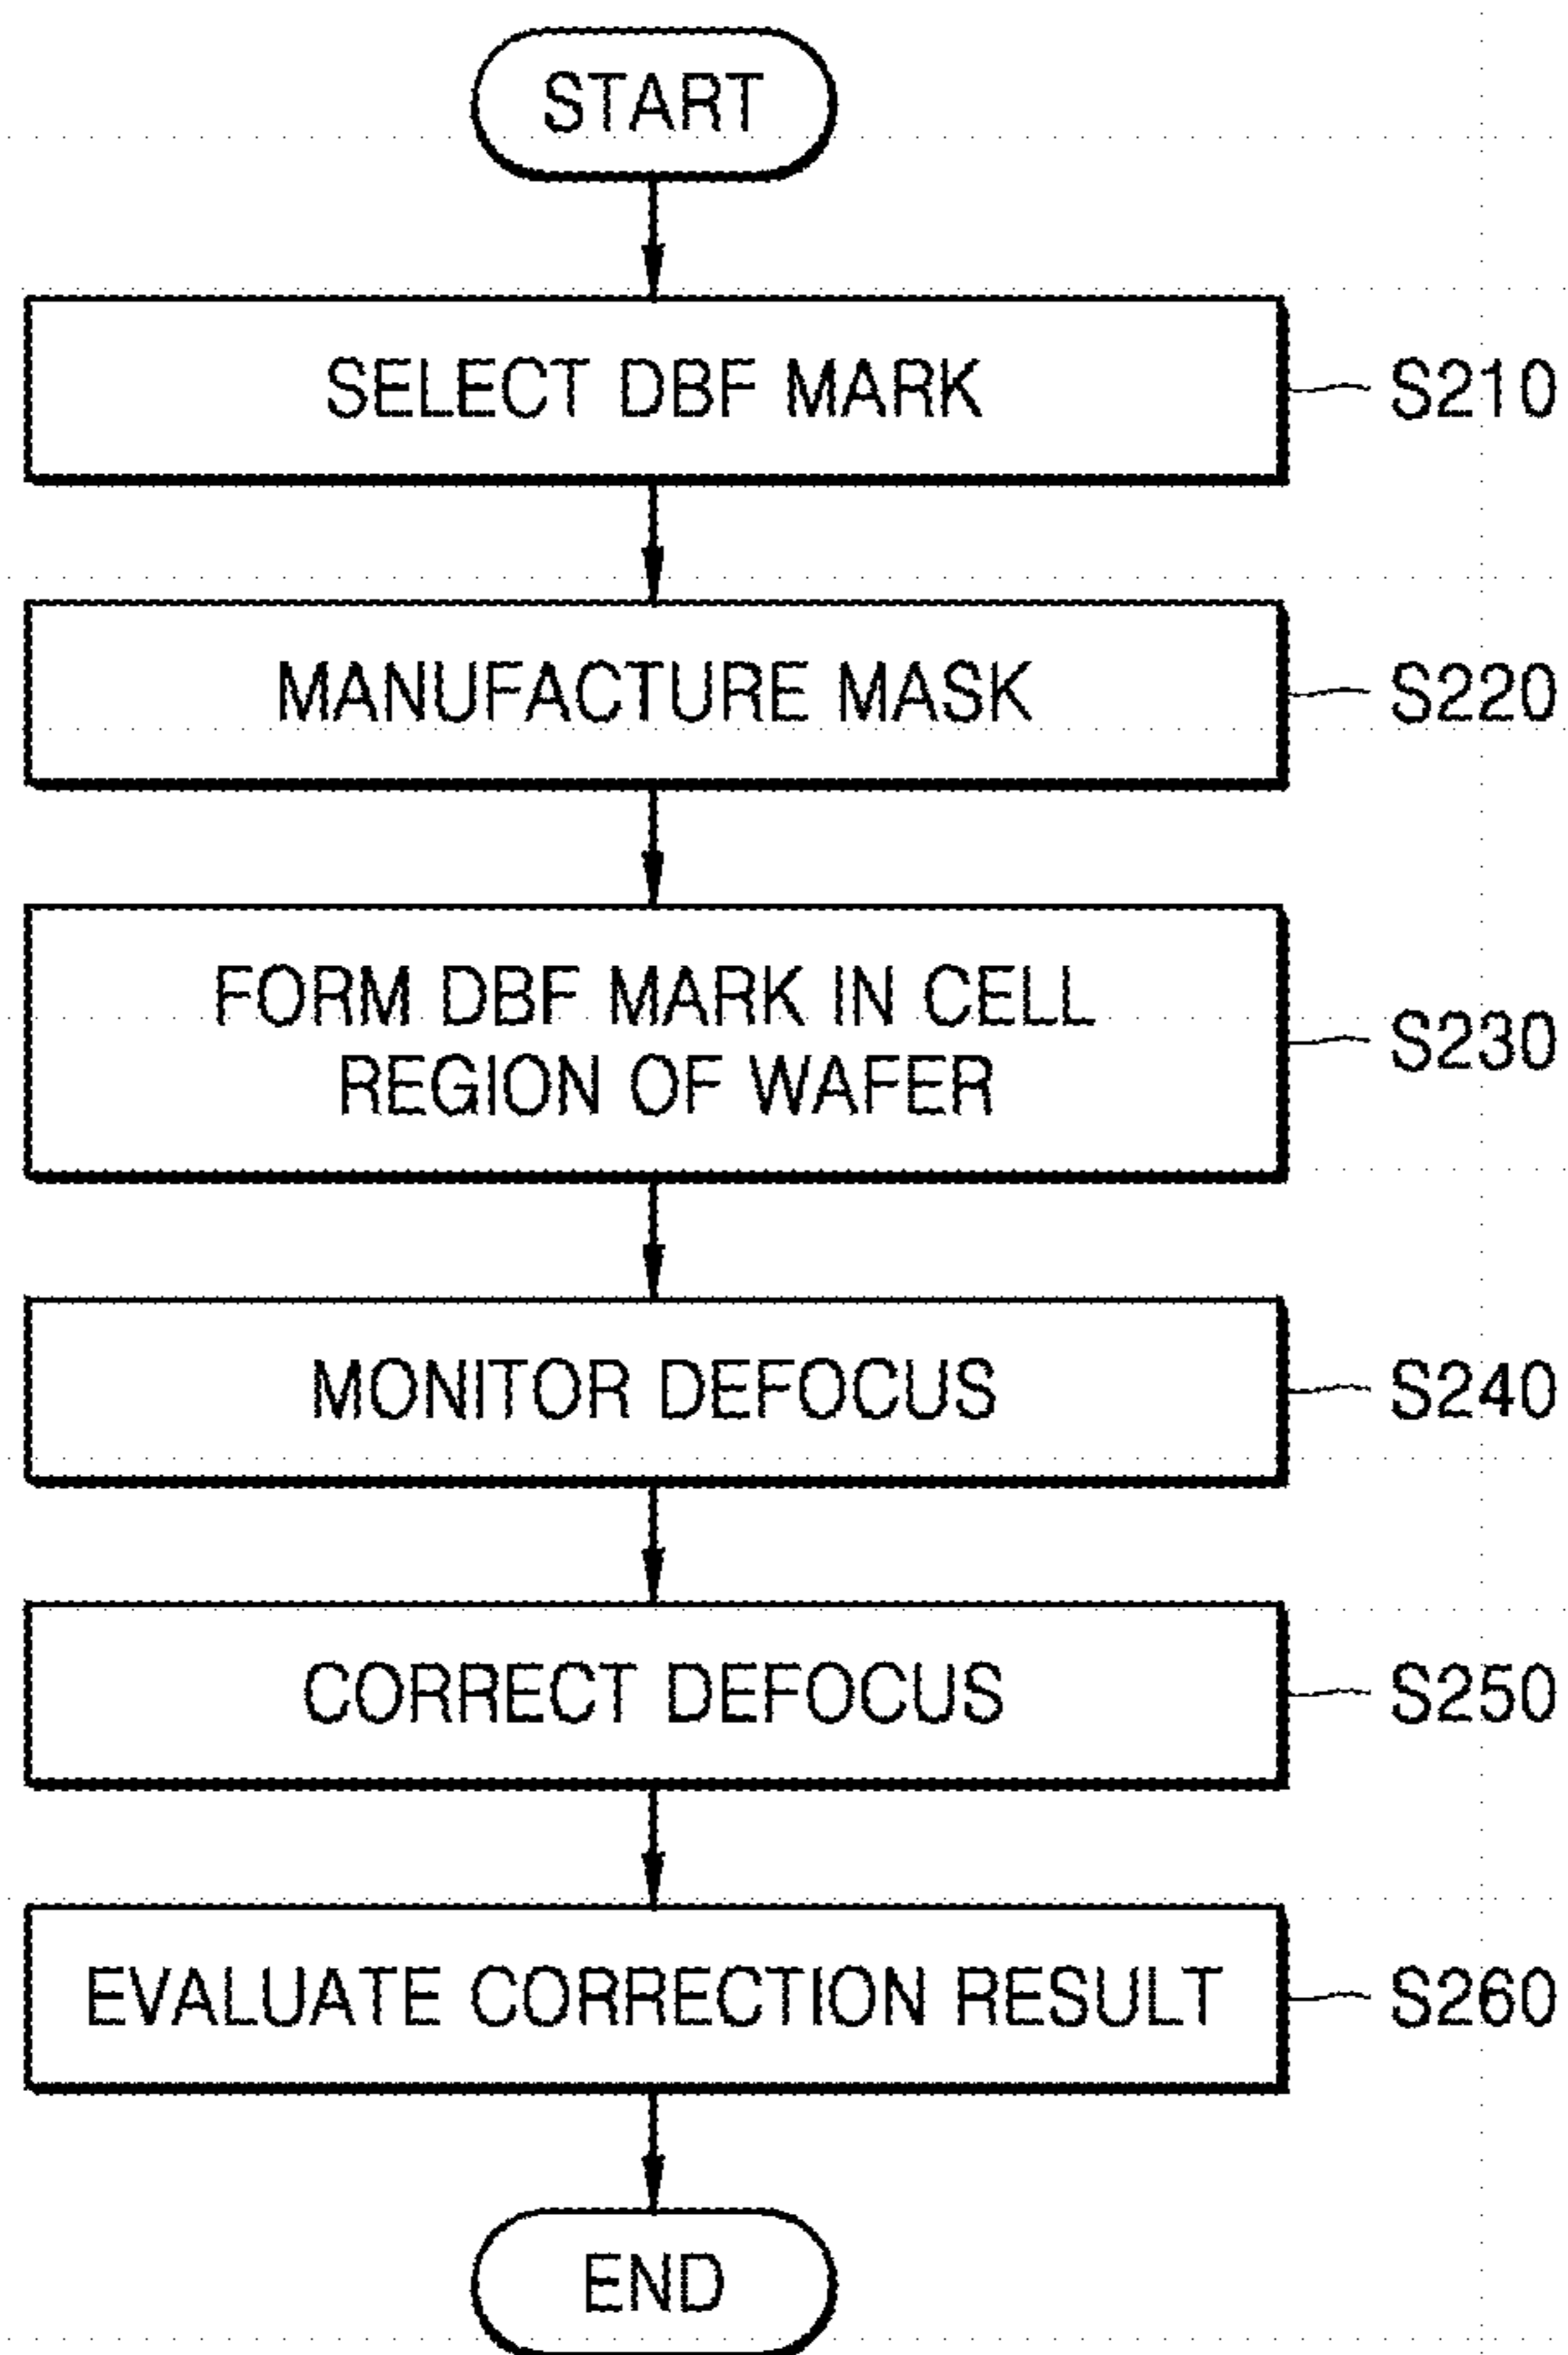 START
SELECT DBF MARK
S210
MANUFACTURE MASK
S220
FORM DBF MARK IN CELL
REGION OF WAFER
S230
MONITOR DEFOCUS
S240
CORRECT DEFOCUS
S250
EVALUATE CORRECTION RESULT
S260
END